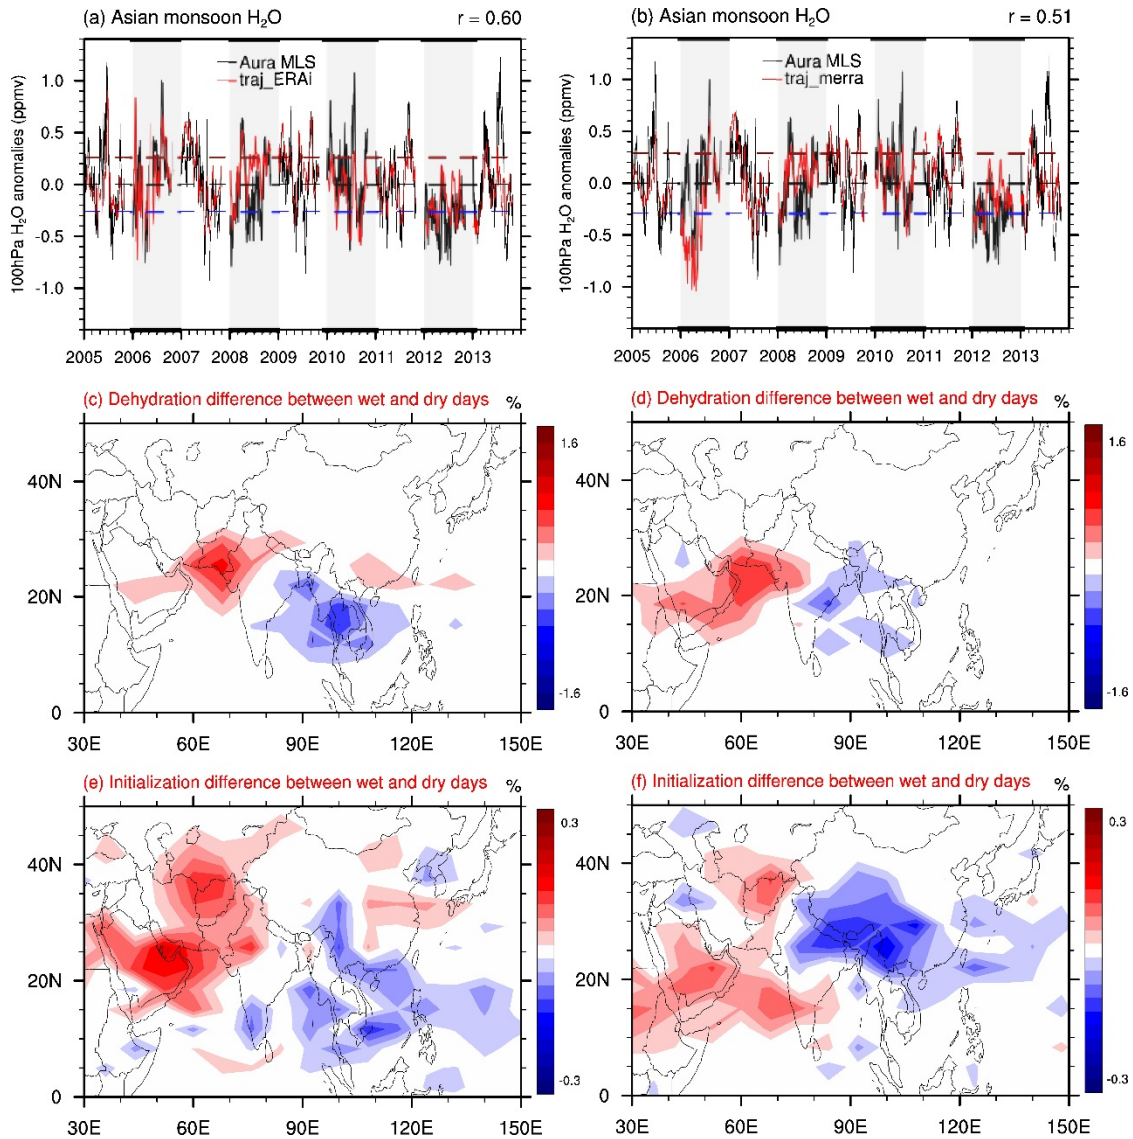 (a) Asian monsoon H₂O r = 0.60
Aura MLS
traj_ERAi
100hPa H₂O anomalies (ppmv)
1.0
0.5
0.0
-0.5
-1.0
2005 2006 2007 2008 2009 2010 2011 2012 2013
(b) Asian monsoon H₂O r = 0.51
Aura MLS
traj_merra
100hPa H₂O anomalies (ppmv)
1.0
0.5
0.0
-0.5
-1.0
2005 2006 2007 2008 2009 2010 2011 2012 2013
(c) Dehydration difference between wet and dry days %
1.6
-1.6
40N
20N
0
30E 60E 90E 120E 150E
(d) Dehydration difference between wet and dry days %
1.6
-1.6
40N
20N
0
30E 60E 90E 120E 150E
(e) Initialization difference between wet and dry days %
0.3
-0.3
40N
20N
0
30E 60E 90E 120E 150E
(f) Initialization difference between wet and dry days %
0.3
-0.3
40N
20N
0
30E 60E 90E 120E 150E